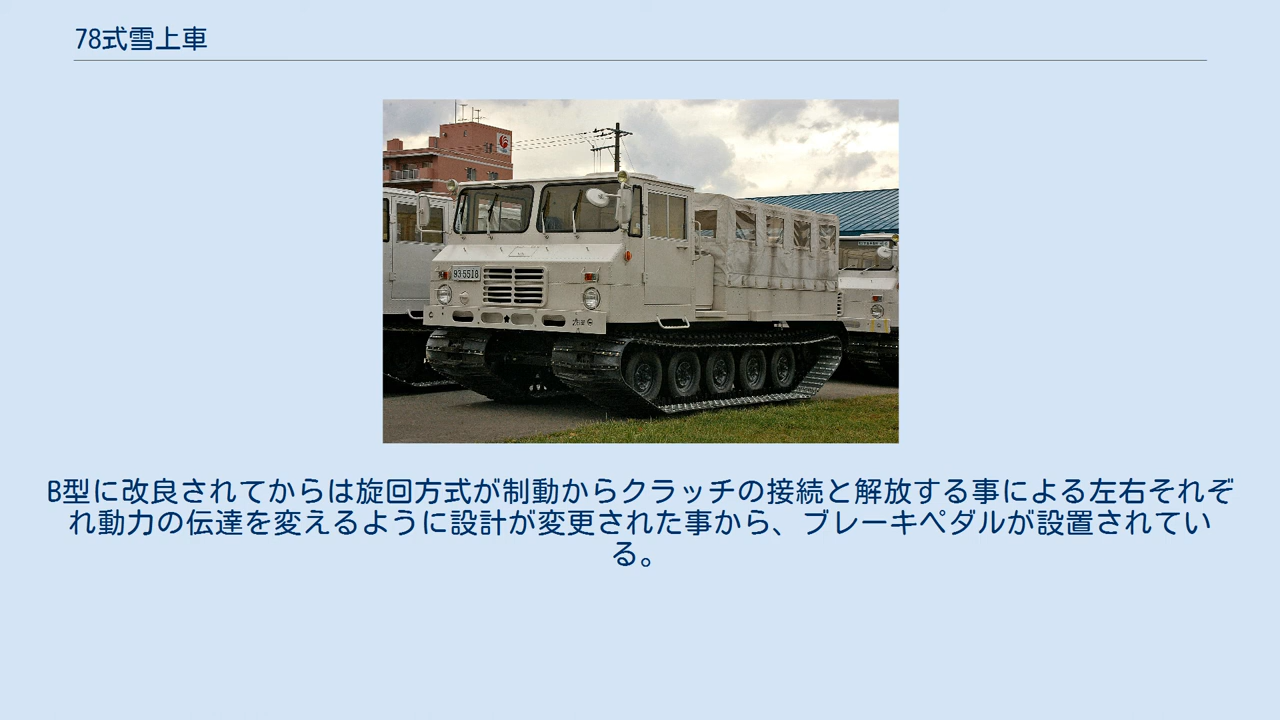 78式雪上車
93-5518
B型に改良されてからは旋回方式が制動からクラッチの接続と解放する事による左右それぞ
れ動力の伝達を変えるように設計が変更された事から、ブレーキペダルが設置されてい
る。